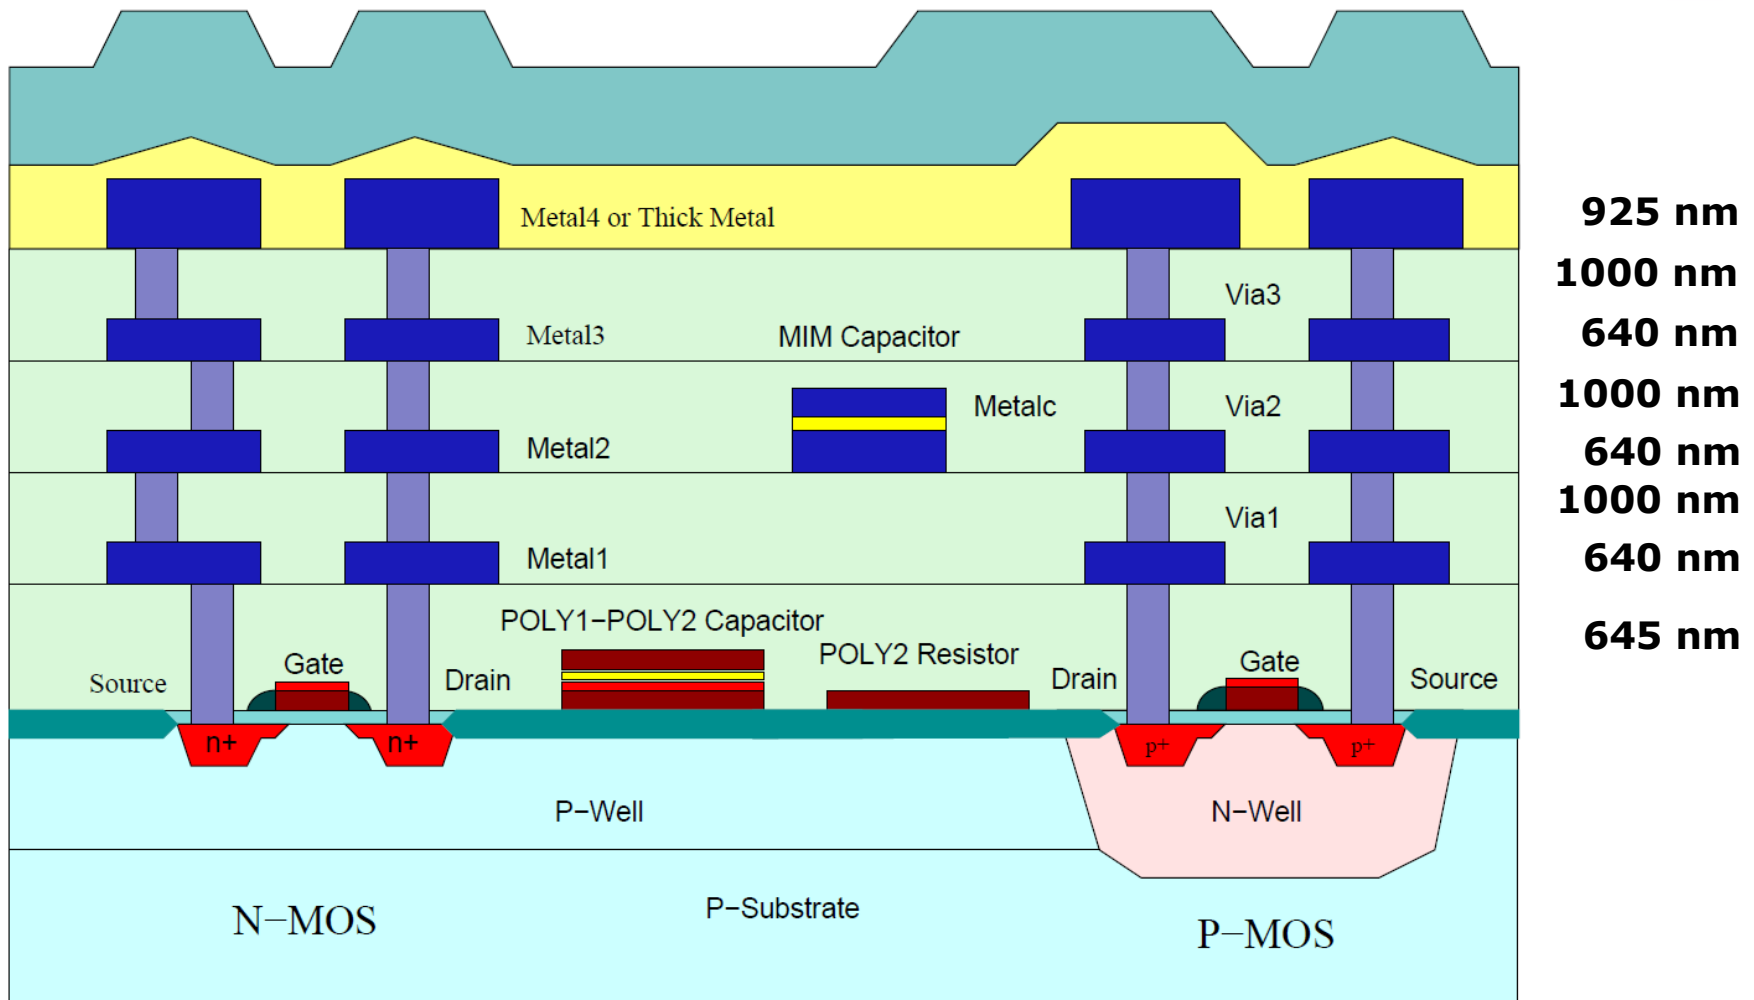 925 nm
Metal4 or Thick Metal
1000 nm
Via3
640 nm
Metal3
MIM Capacitor
1000 nm
Metalc
Via2
Metal2
640 nm
1000 nm
Via1
Metal1
640 nm
POLY1−POLY2 Capacitor
645 nm
POLY2 Resistor
Gate
Gate
Source
Drain
Drain
Source
n+
n+
p+
p+
P−Well
N−Well
P−Substrate
N−MOS
P−MOS